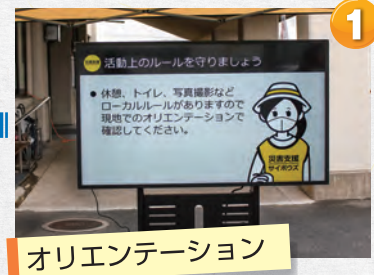 1
活動上のルールを守りましょう
● 休憩、トイレ、写真撮影など
ローカルルールがありますので
現地でのオリエンテーションで
確認してください。
災害支援
サイボウズ
オリエンテーション